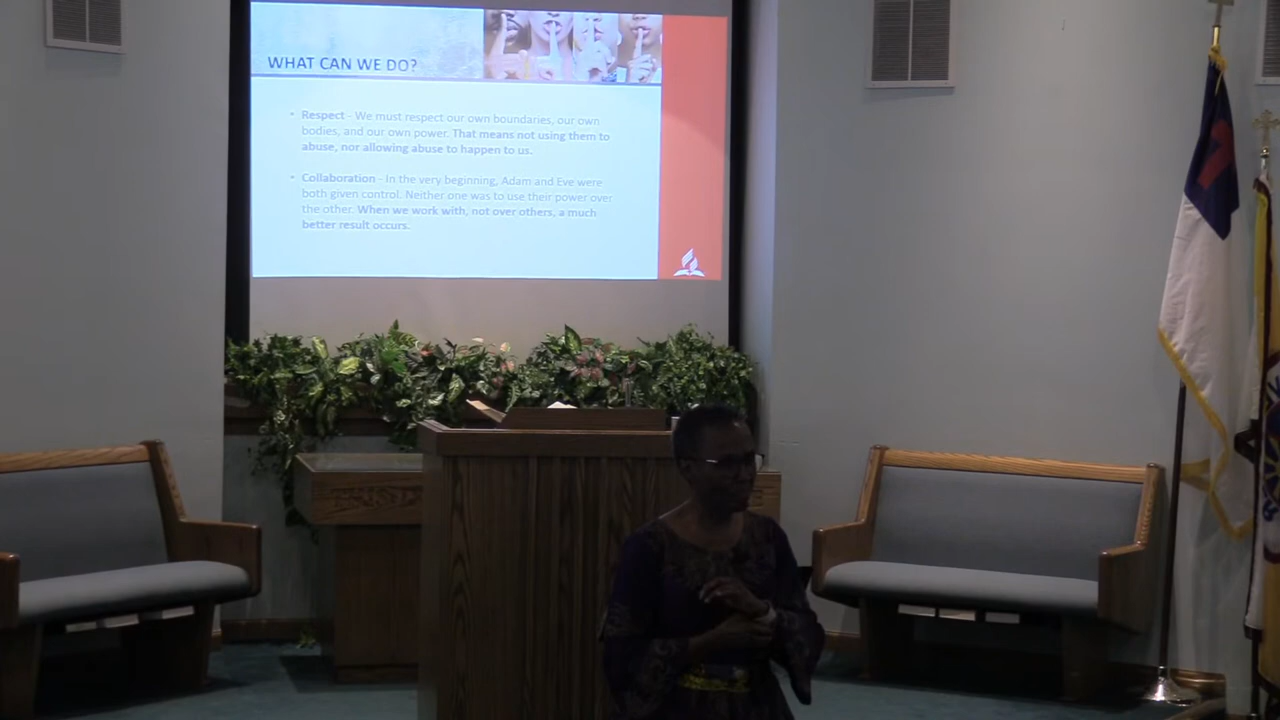 WHAT CAN WE DO?
• Respect - We must respect our own boundaries, our own
bodies, and our own power. That means not using them to
abuse, nor allowing abuse to happen to us.
• Collaboration - In the very beginning, Adam and Eve were
both given control. Neither one was to use their power over
the other. When we work with, not over others, a much
better result occurs.